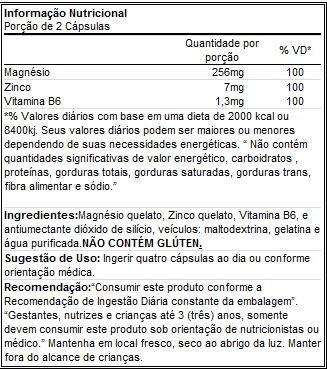 Informação Nutricional
Porção de 2 Cápsulas
Quantidade por porção % VD*
Magnésio 256mg 100
Zinco 7mg 100
Vitamina B6 1,3mg 100
*% Valores diários com base em uma dieta de 2000 kcal ou
8400kj. Seus valores diários podem ser maiores ou menores
dependendo de suas necessidades energéticas. “ Não contém
quantidades significativas de valor energético, carboidratos ,
proteínas, gorduras totais, gorduras saturadas, gorduras trans,
fibra alimentar e sódio.”
Ingredientes:Magnésio quelato, Zinco quelato, Vitamina B6, e
antiumectante dióxido de silício, veículos: maltodextrina, gelatina e
água purificada.NÃO CONTÉM GLÚTEN.
Sugestão de Uso: Ingerir quatro cápsulas ao dia ou conforme
orientação médica.
Recomendação:“Consumir este produto conforme a
Recomendação de Ingestão Diária constante da embalagem”.
“Gestantes, nutrizes e crianças até 3 (três) anos, somente
devem consumir este produto sob orientação de nutricionistas ou
médico.” Mantenha em local fresco, seco ao abrigo da luz. Manter
fora do alcance de crianças.